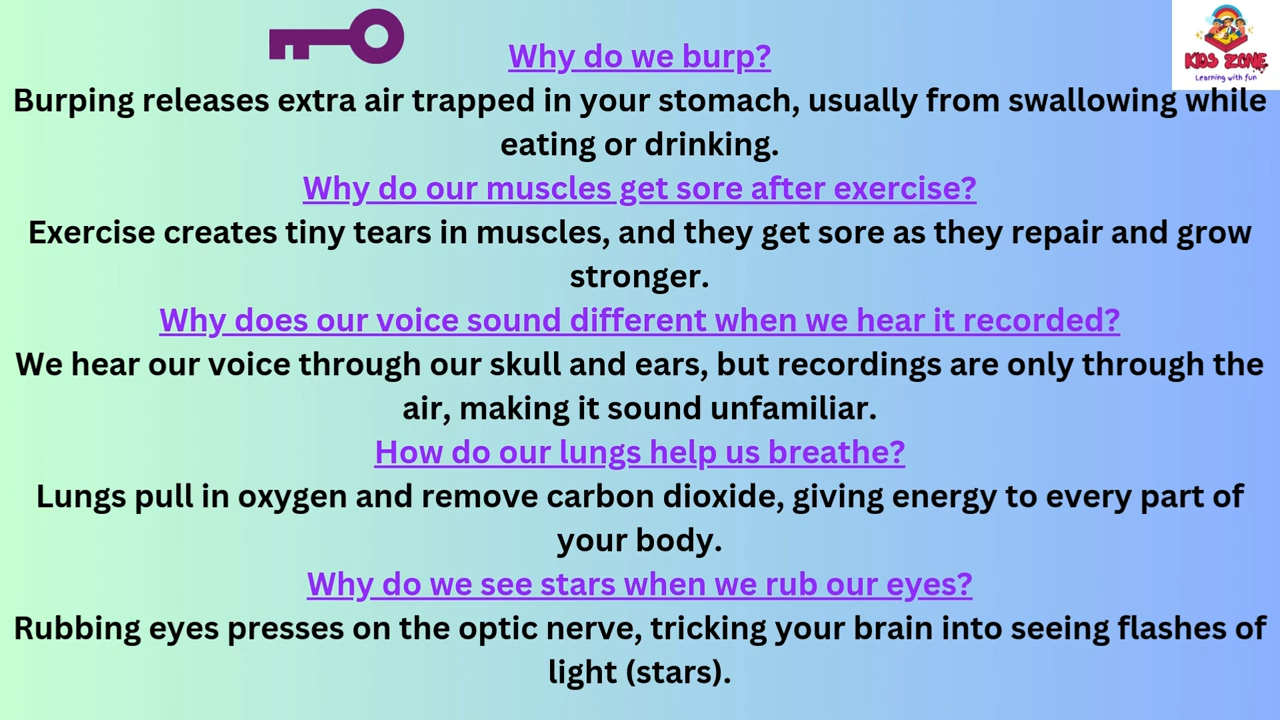 Why do we burp?
KIDS ZONE
Learning with fun
Burping releases extra air trapped in your stomach, usually from swallowing while
eating or drinking.
Why do our muscles get sore after exercise?
Exercise creates tiny tears in muscles, and they get sore as they repair and grow
stronger.
Why does our voice sound different when we hear it recorded?
We hear our voice through our skull and ears, but recordings are only through the
air, making it sound unfamiliar.
How do our lungs help us breathe?
Lungs pull in oxygen and remove carbon dioxide, giving energy to every part of
your body.
Why do we see stars when we rub our eyes?
Rubbing eyes presses on the optic nerve, tricking your brain into seeing flashes of
light (stars).